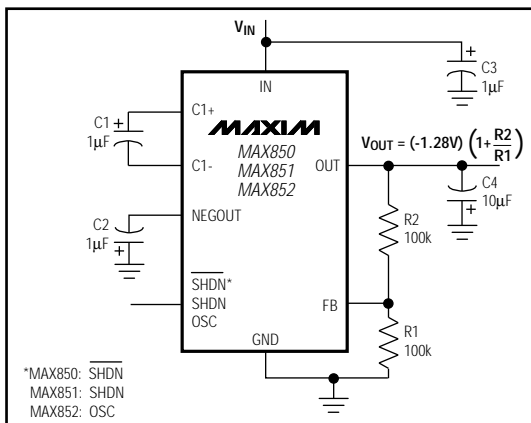 VIN
C3
1µF
IN
C1+
C1
1µF
MAXIM
VOUT = (-1.28V) (1+R2/R1)
MAX850
MAX851
MAX852
C1-
OUT
C4
10µF
NEGOUT
C2
1µF
R2
100k
SHDN*
SHDN
OSC
FB
GND
R1
100k
*MAX850: SHDN
MAX851: SHDN
MAX852: OSC